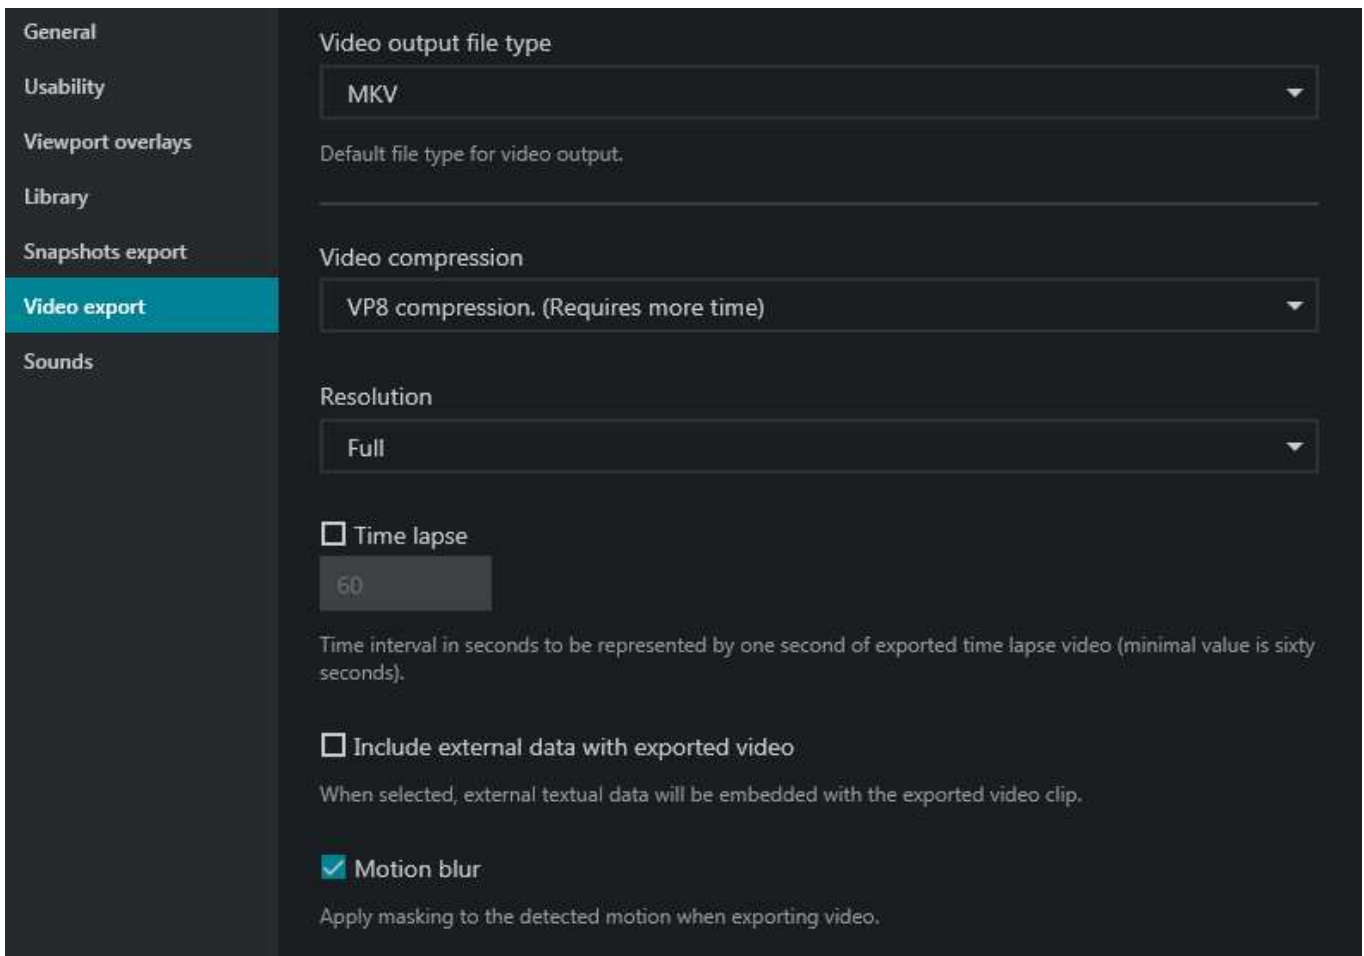 General
Usability
Viewport overlays
Library
Snapshots export
Video export
Sounds
Video output file type
MKV
Default file type for video output.
Video compression
VP8 compression. (Requires more time)
Resolution
Full
Time lapse
60
Time interval in seconds to be represented by one second of exported time lapse video (minimal value is sixty
seconds).
Include external data with exported video
When selected, external textual data will be embedded with the exported video clip.
Motion blur
Apply masking to the detected motion when exporting video.